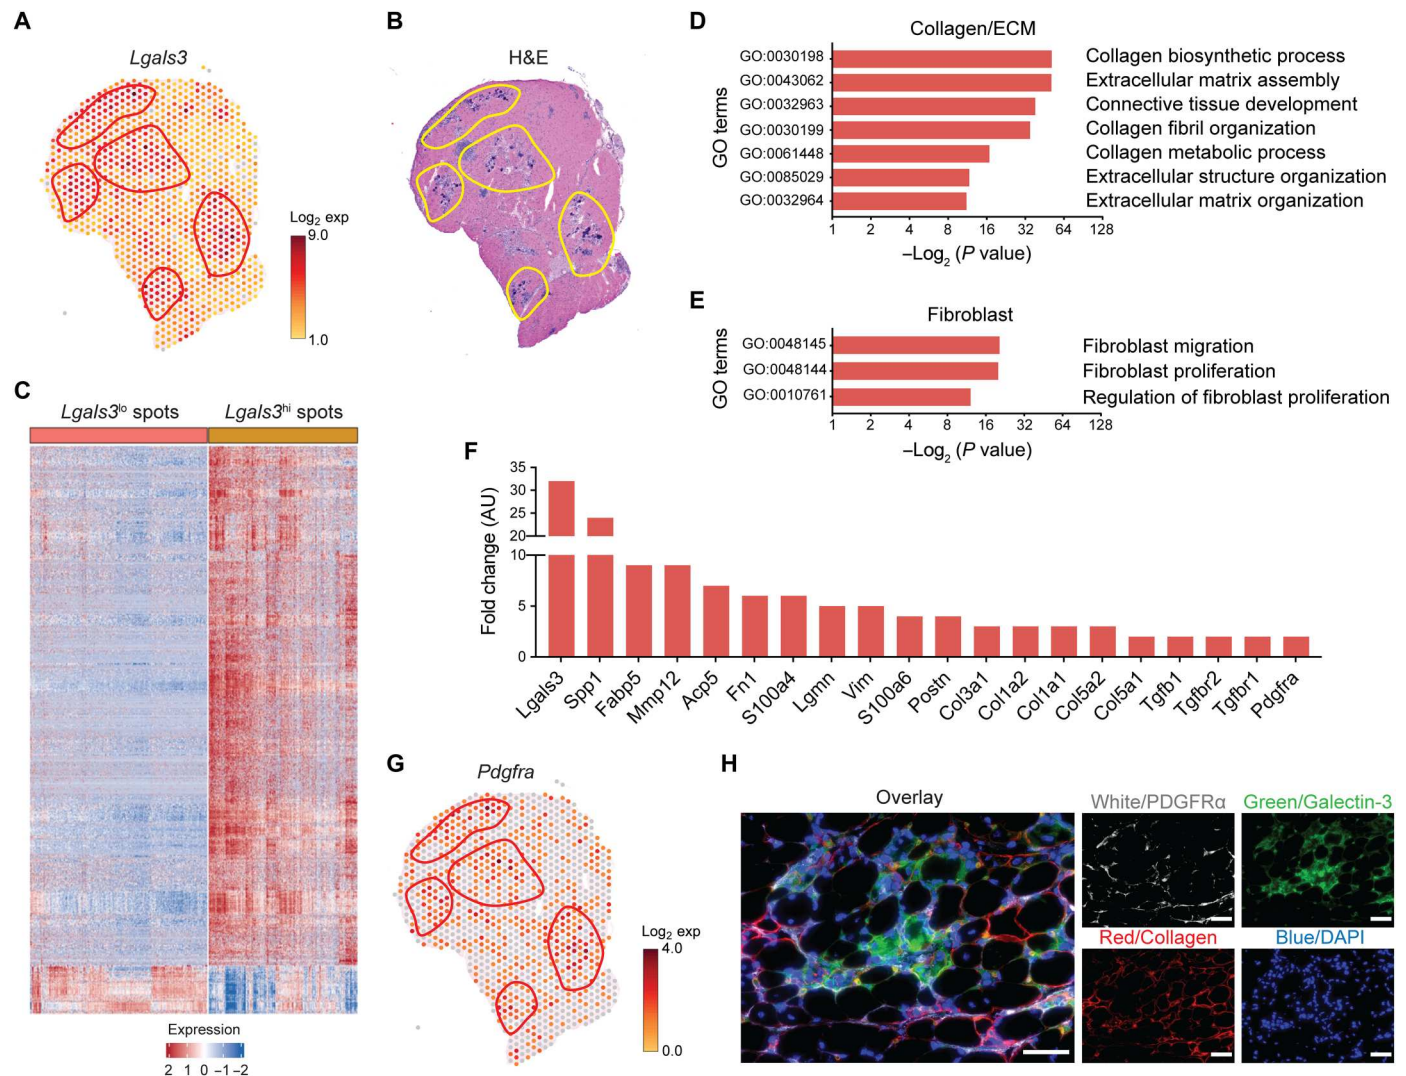 A
Lgals3
Log2 exp
9.0
1.0
B
H&E
C
Lgals3lo spots
Lgals3hi spots
Expression
2 1 0 −1 −2
D
Collagen/ECM
GO terms
GO:0030198 Collagen biosynthetic process
GO:0043062 Extracellular matrix assembly
GO:0032963 Connective tissue development
GO:0030199 Collagen fibril organization
GO:0061448 Collagen metabolic process
GO:0085029 Extracellular structure organization
GO:0032964 Extracellular matrix organization
1 2 4 8 16 32 64 128
−Log2 (P value)
E
Fibroblast
GO terms
GO:0048145 Fibroblast migration
GO:0048144 Fibroblast proliferation
GO:0010761 Regulation of fibroblast proliferation
1 2 4 8 16 32 64 128
−Log2 (P value)
F
Fold change (AU)
35
30
25
20
10
5
0
Lgals3
Spp1
Fabp5
Mmp12
Acp5
Fn1
S100a4
Lgmn
Vim
S100a6
Postn
Col3a1
Col1a2
Col1a1
Col5a2
Col5a1
Tgfb1
Tgfbr2
Tgfbr1
Pdgfra
G
Pdgfra
Log2 exp
4.0
0.0
H
Overlay
White/PDGFRα
Green/Galectin-3
Red/Collagen
Blue/DAPI